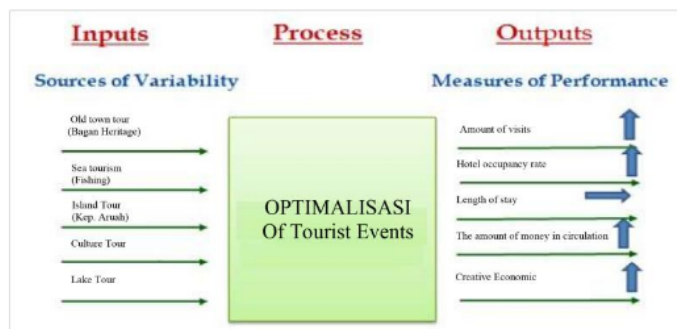 Inputs
Process
Outputs
Sources of Variability
Measures of Performance
Old town tour
(Bagan Heritage)
Sea tourism
(Fishing)
Island Tour
(Kep. Aruah)
Culture Tour
Lake Tour
OPTIMALISASI
Of Tourist Events
Amount of visits
Hotel occupancy rate
Length of stay
The amount of money in circulation
Creative Economic